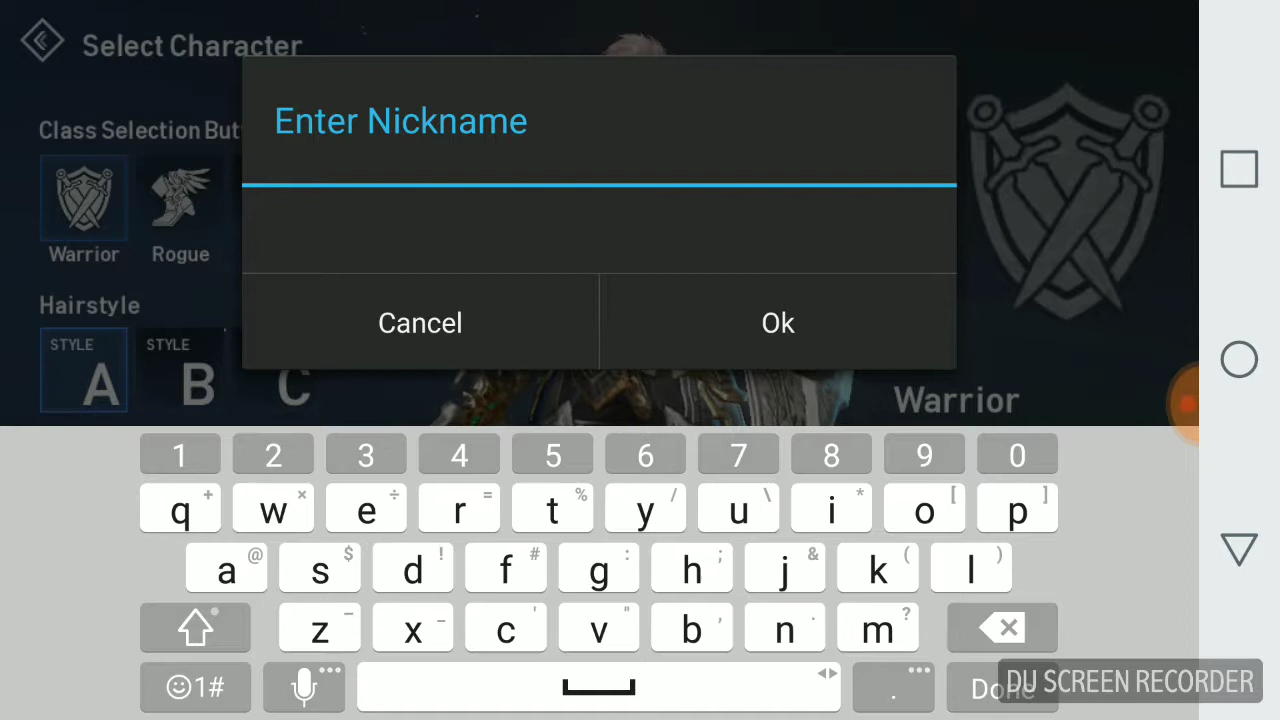 Select Character
Enter Nickname
Class Selection But
Warrior Rogue
Hairstyle
Cancel Ok
STYLE A STYLE B C
Warrior
1 2 3 4 5 6 7 8 9 0
q + w × e ÷ r = t % y / u \ i * o [ p ]
a @ s $ d ! f # g : h ; j & k ( l )
z – x _ c ' v " b , n . m ?
1# . Done
DU SCREEN RECORDER